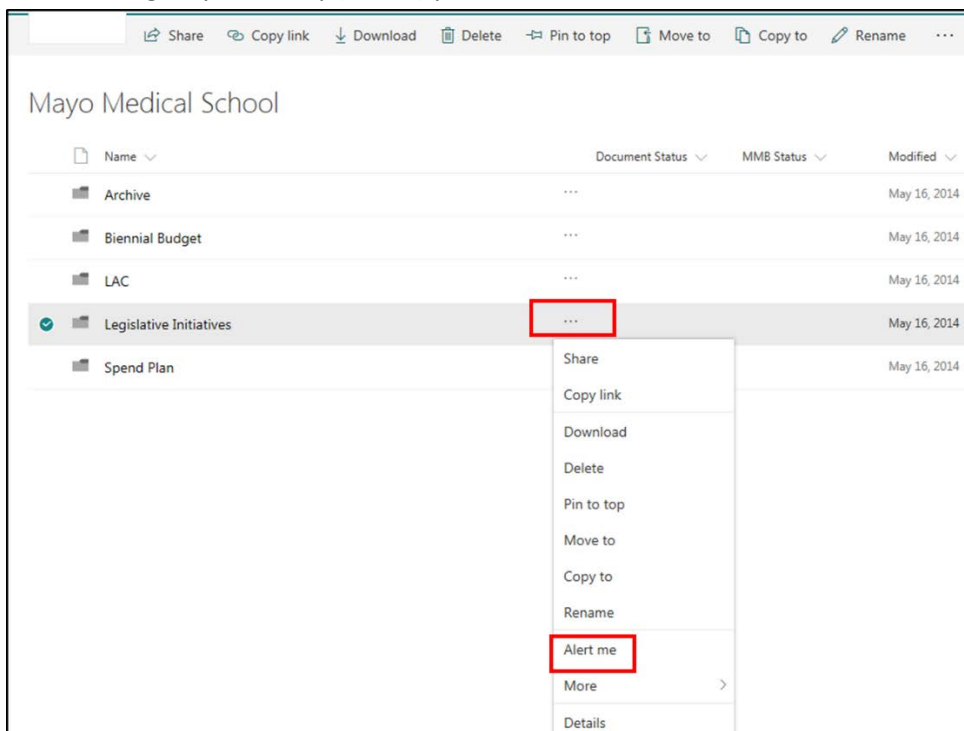 Share Copy link Download Delete Pin to top Move to Copy to Rename ...
Mayo Medical School
Name Document Status MMB Status Modified
Archive ... May 16, 2014
Biennial Budget ... May 16, 2014
LAC ... May 16, 2014
Legislative Initiatives ... May 16, 2014
Spend Plan May 16, 2014
Share
Copy link
Download
Delete
Pin to top
Move to
Copy to
Rename
Alert me
More
Details